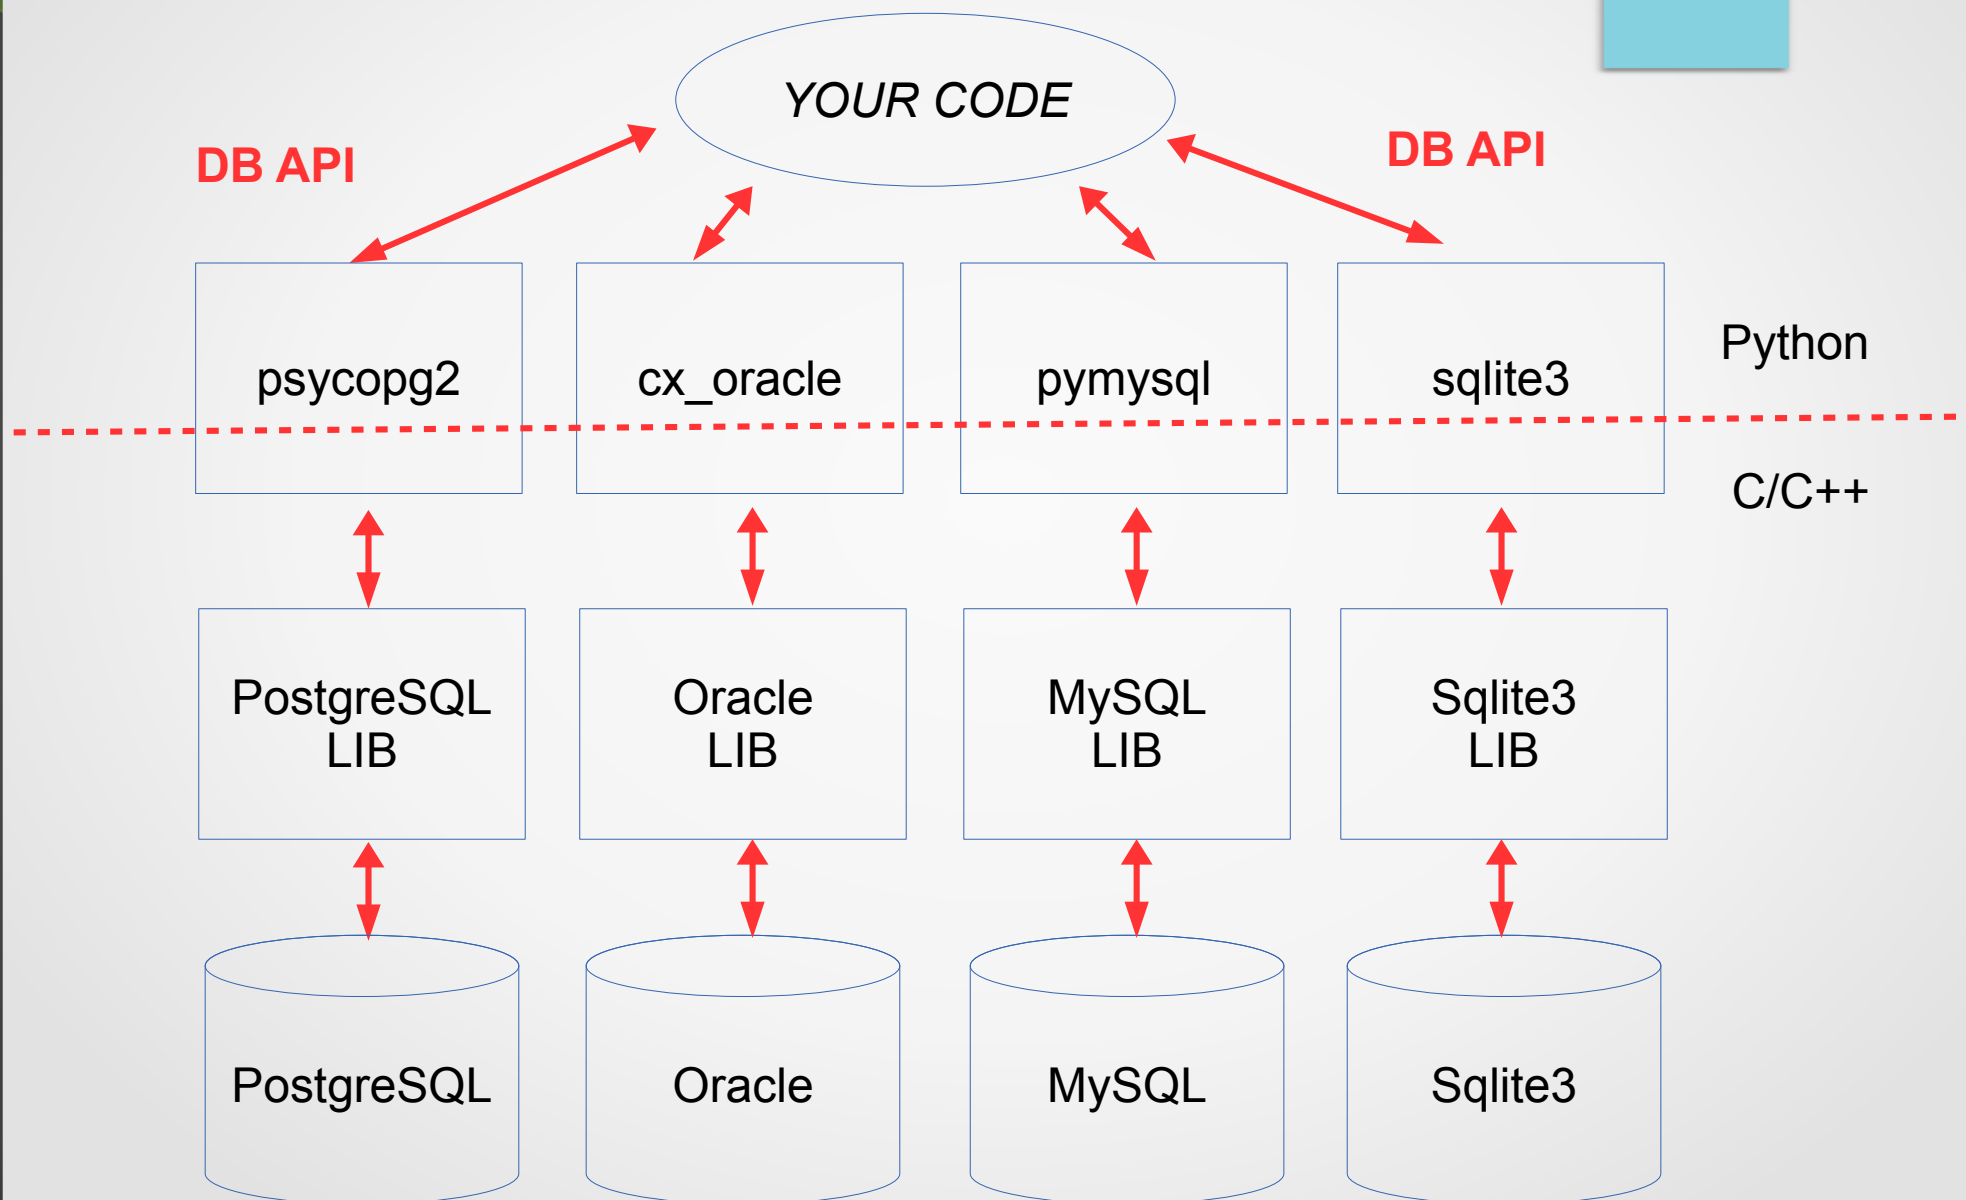 YOUR CODE
DB API
DB API
psycopg2
cx_oracle
pymysql
sqlite3
Python
C/C++
PostgreSQL
LIB
Oracle
LIB
MySQL
LIB
Sqlite3
LIB
PostgreSQL
Oracle
MySQL
Sqlite3